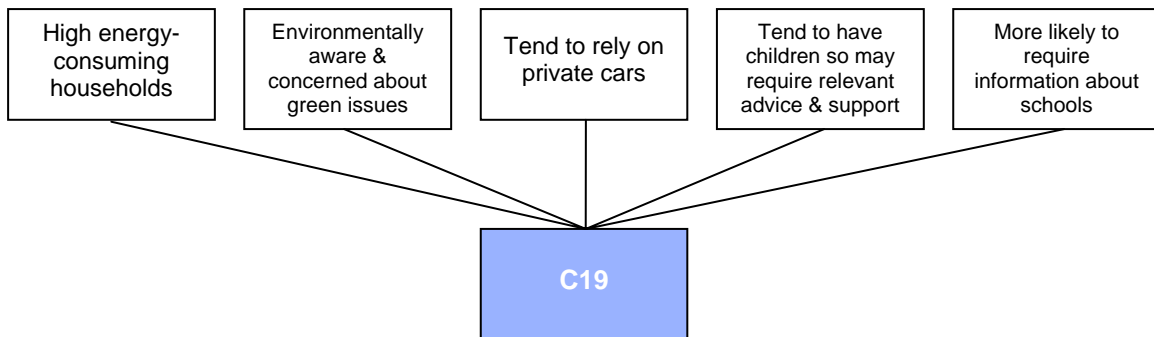 High energy-
consuming
households
Environmentally
aware &
concerned about
green issues
Tend to rely on
private cars
Tend to have
children so may
require relevant
advice & support
More likely to
require
information about
schools
C19